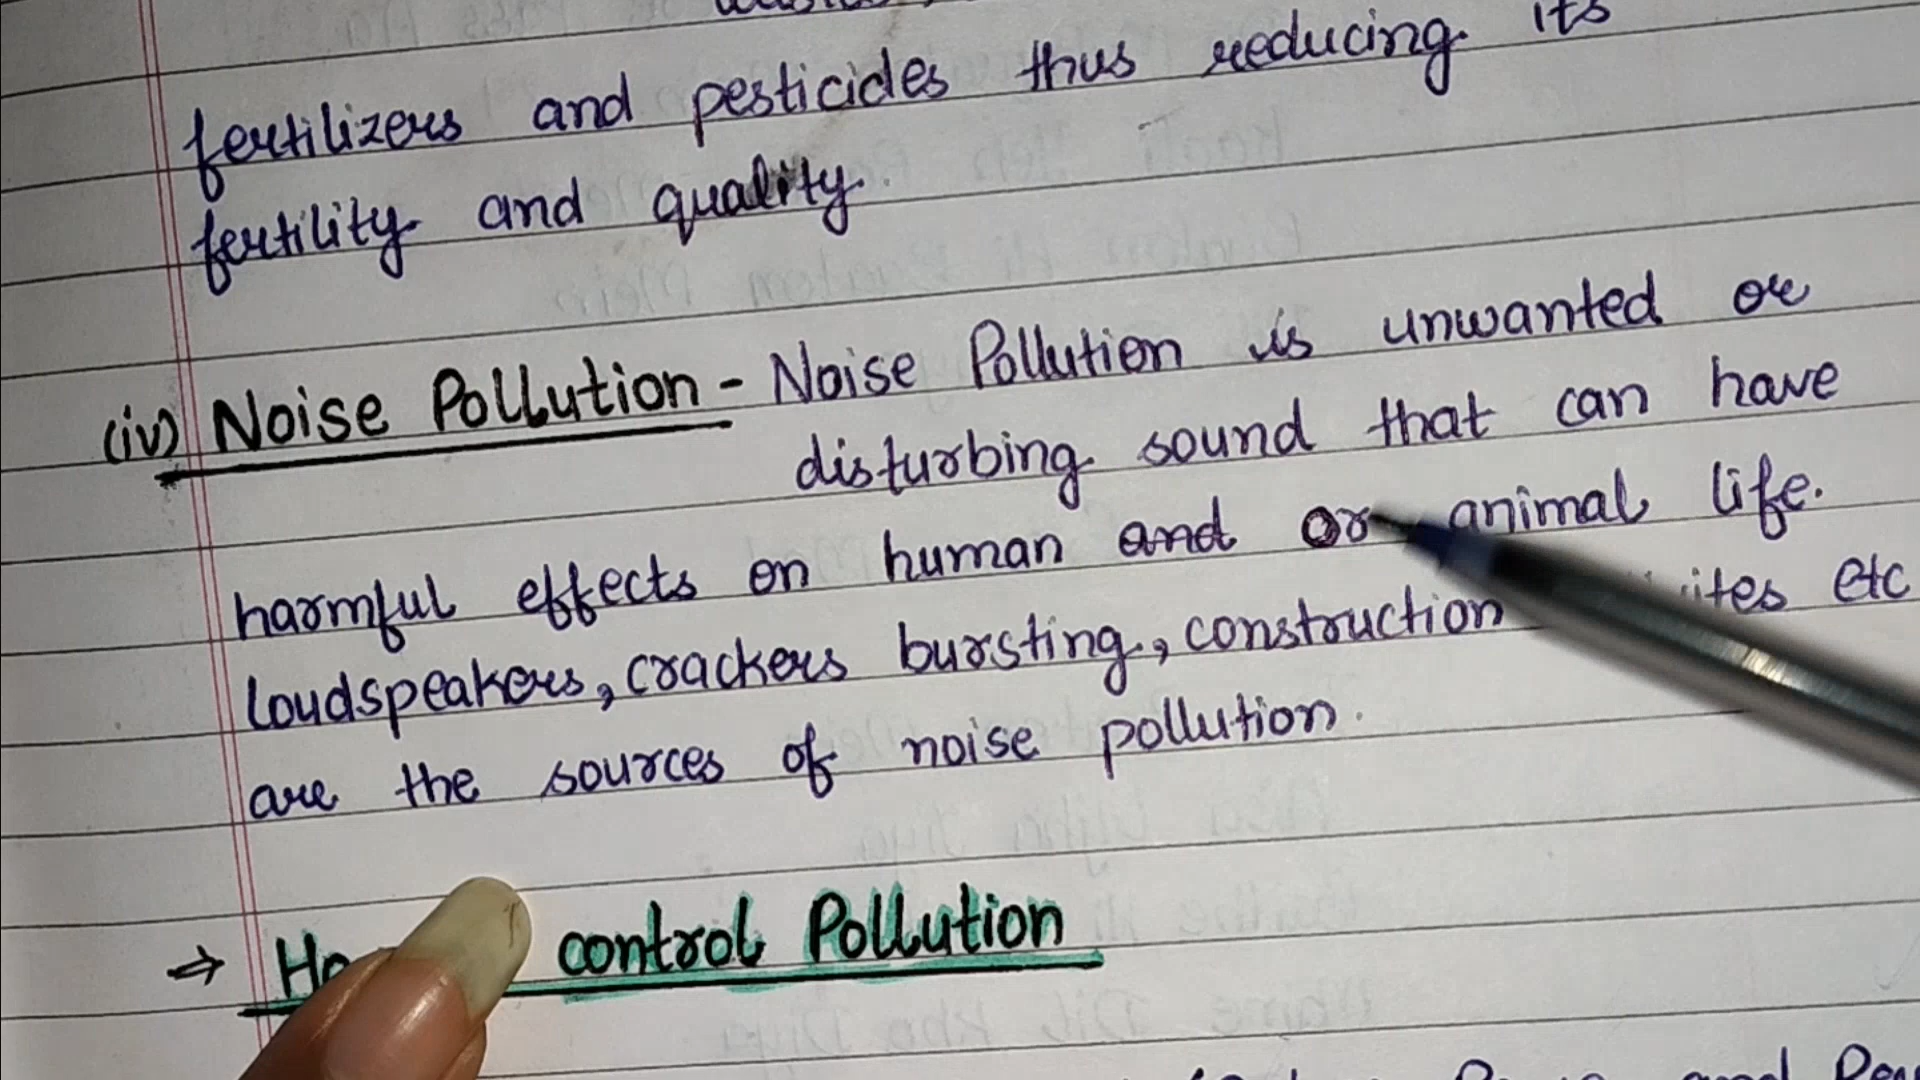 fertilizers and pesticides thus reducing its
fertility and quality.
(iv) Noise Pollution - Noise Pollution is unwanted or
disturbing sound that can have
harmful effects on human and or animal life.
loudspeakers, crackers bursting, construction etc
are the sources of noise pollution.
⇒ control Pollution
and